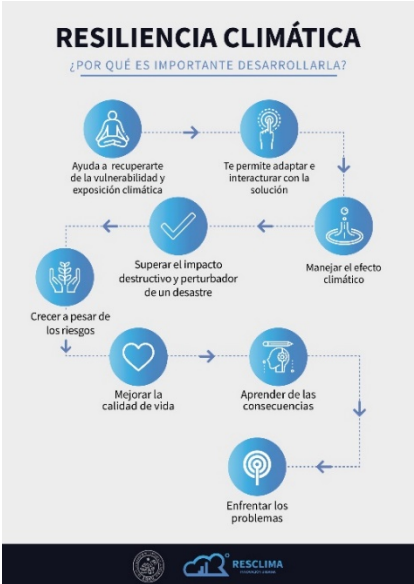 RESILIENCIA CLIMÁTICA
¿POR QUÉ ES IMPORTANTE DESARROLLARLA?
Ayuda a recuperarte
de la vulnerabilidad y
exposición climática
Te permite adaptar e
interacturar con la
solución
Manejar el efecto
climático
Superar el impacto
destructivo y perturbador
de un desastre
Crecer a pesar de
los riesgos
Mejorar la
calidad de vida
Aprender de las
consecuencias
Enfrentar los
problemas
RESCLIMA